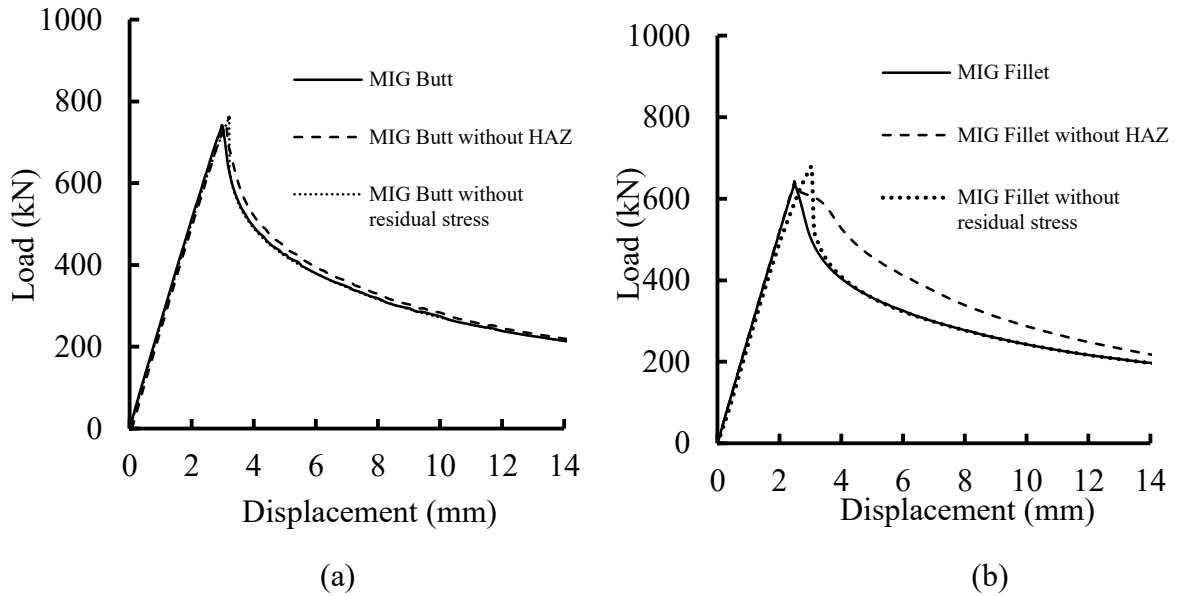 1000
800
600
400
200
0
Load (kN)
0 2 4 6 8 10 12 14
Displacement (mm)
MIG Butt
MIG Butt without HAZ
MIG Butt without
residual stress
(a)
1000
800
600
400
200
0
Load (kN)
0 2 4 6 8 10 12 14
Displacement (mm)
MIG Fillet
MIG Fillet without HAZ
MIG Fillet without
residual stress
(b)